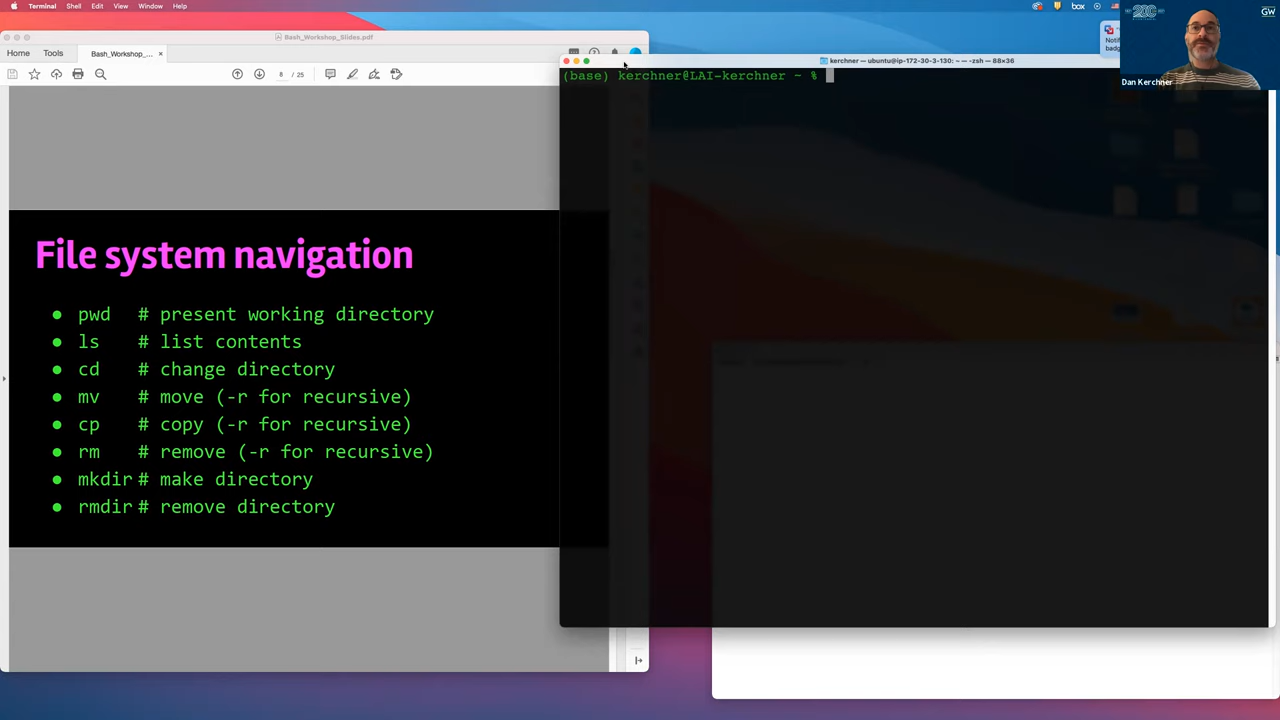 Terminal Shell Edit View Window Help
box
Bash_Workshop_Slides.pdf
Home Tools Bash_Workshop_... ×
8 / 25
File system navigation
● pwd # present working directory
● ls # list contents
● cd # change directory
● mv # move (-r for recursive)
● cp # copy (-r for recursive)
● rm # remove (-r for recursive)
● mkdir # make directory
● rmdir # remove directory
kerchner — ubuntu@ip-172-30-3-130: ~ — -zsh — 88×36
(base) kerchner@LAI-kerchner ~ %
GW
Dan Kerchner